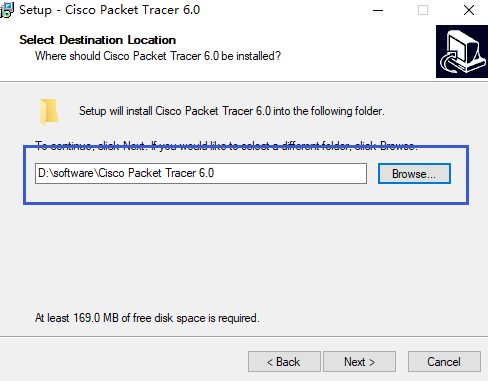 Setup - Cisco Packet Tracer 6.0
Select Destination Location
Where should Cisco Packet Tracer 6.0 be installed?
Setup will install Cisco Packet Tracer 6.0 into the following folder.
To continue, click Next. If you would like to select a different folder, click Browse.
D:\software\Cisco Packet Tracer 6.0
Browse...
At least 169.0 MB of free disk space is required.
< Back
Next >
Cancel